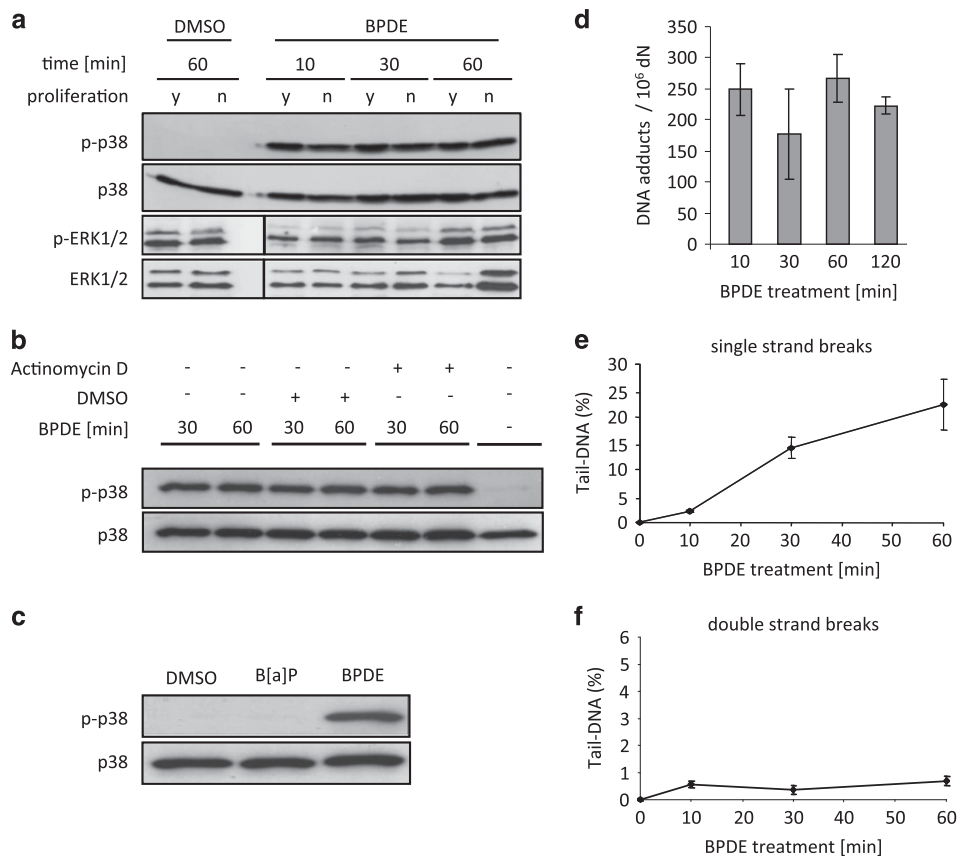 a
DMSO BPDE
time [min] 60 10 30 60
proliferation y n y n y n y n
p-p38
p38
p-ERK1/2
ERK1/2
b
Actinomycin D - - - - + + -
DMSO - - + + - - -
BPDE [min] 30 60 30 60 30 60 -
p-p38
p38
c
DMSO B[a]P BPDE
p-p38
p38
d
DNA adducts / 10⁶ dN
350
300
250
200
150
100
50
0
10 30 60 120
BPDE treatment [min]
e
single strand breaks
Tail-DNA (%)
30
25
20
15
10
5
0
0 10 20 30 40 50 60
BPDE treatment [min]
f
double strand breaks
Tail-DNA (%)
6
5
4
3
2
1
0
0 10 20 30 40 50 60
BPDE treatment [min]